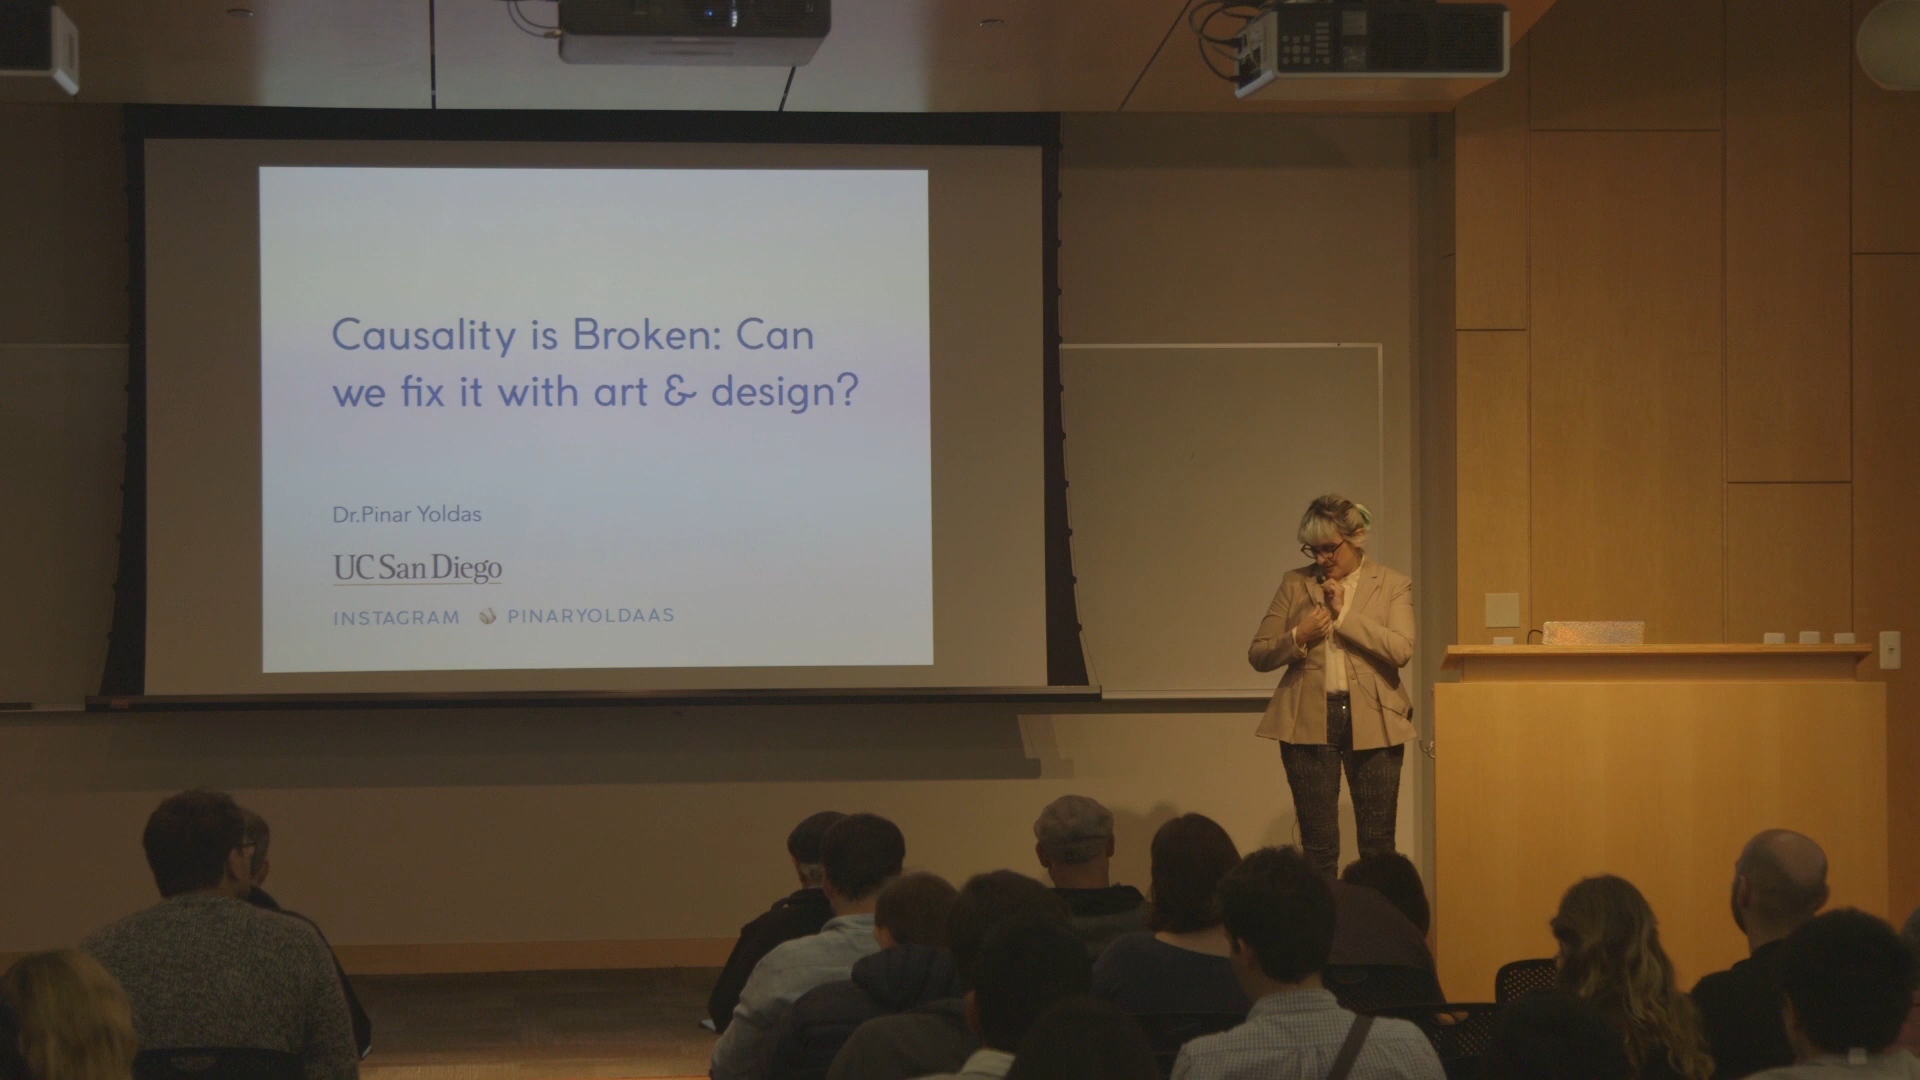 Causality is Broken: Can
we fix it with art & design?
Dr.Pinar Yoldas
UC San Diego
INSTAGRAM PINARYOLDAAS